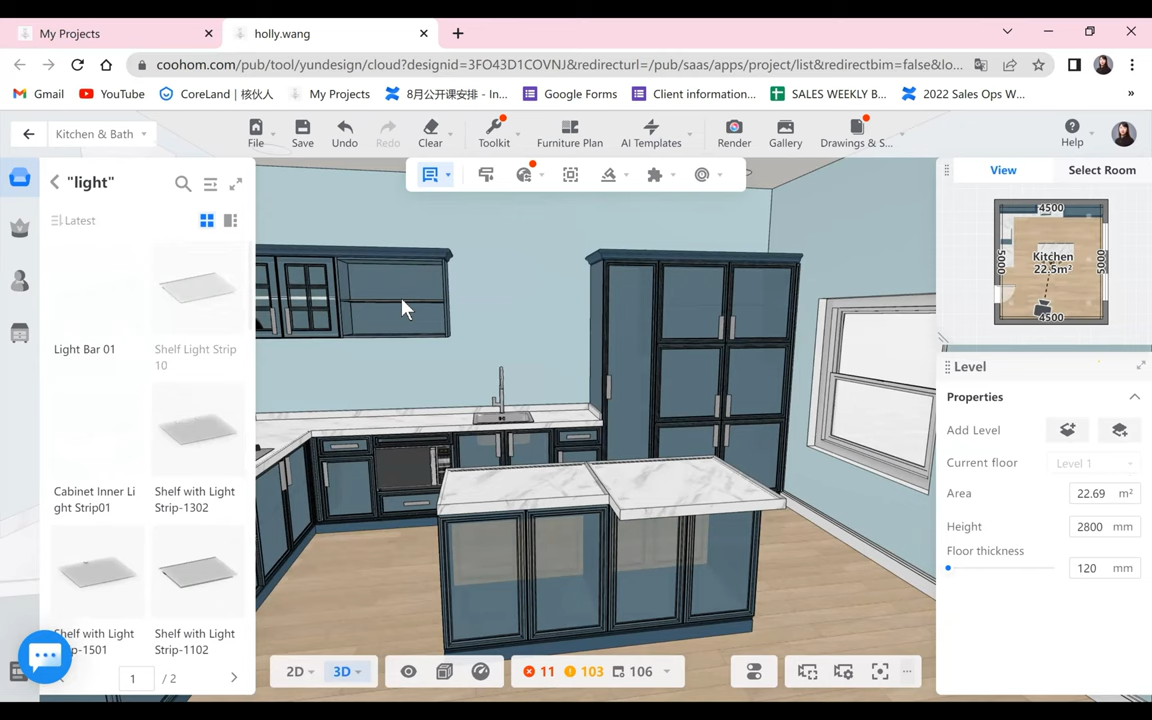 My Projects
holly.wang
coohom.com/pub/tool/yundesign/cloud?designid=3FO43D1COVNJ&redirecturl=/pub/saas/apps/project/list&redirectbim=false&lo...
Gmail
YouTube
CoreLand | 核伙人
My Projects
8月公开课安排 - In...
Google Forms
Client information...
SALES WEEKLY B...
2022 Sales Ops W...
»
Kitchen & Bath
File
Save
Undo
Redo
Clear
Toolkit
Furniture Plan
AI Templates
Render
Gallery
Drawings & S...
Help
"light"
Latest
Light Bar 01
Shelf Light Strip
10
Cabinet Inner Li
ght Strip01
Shelf with Light
Strip-1302
Shelf with Light
Strip-1501
Shelf with Light
Strip-1102
1 / 2
View
Select Room
4500
5000
Kitchen
22.5m²
5000
4500
Level
Properties
Add Level
Current floor
Level 1
Area
22.69 m²
Height
2800 mm
Floor thickness
120 mm
2D
3D
11
103
106